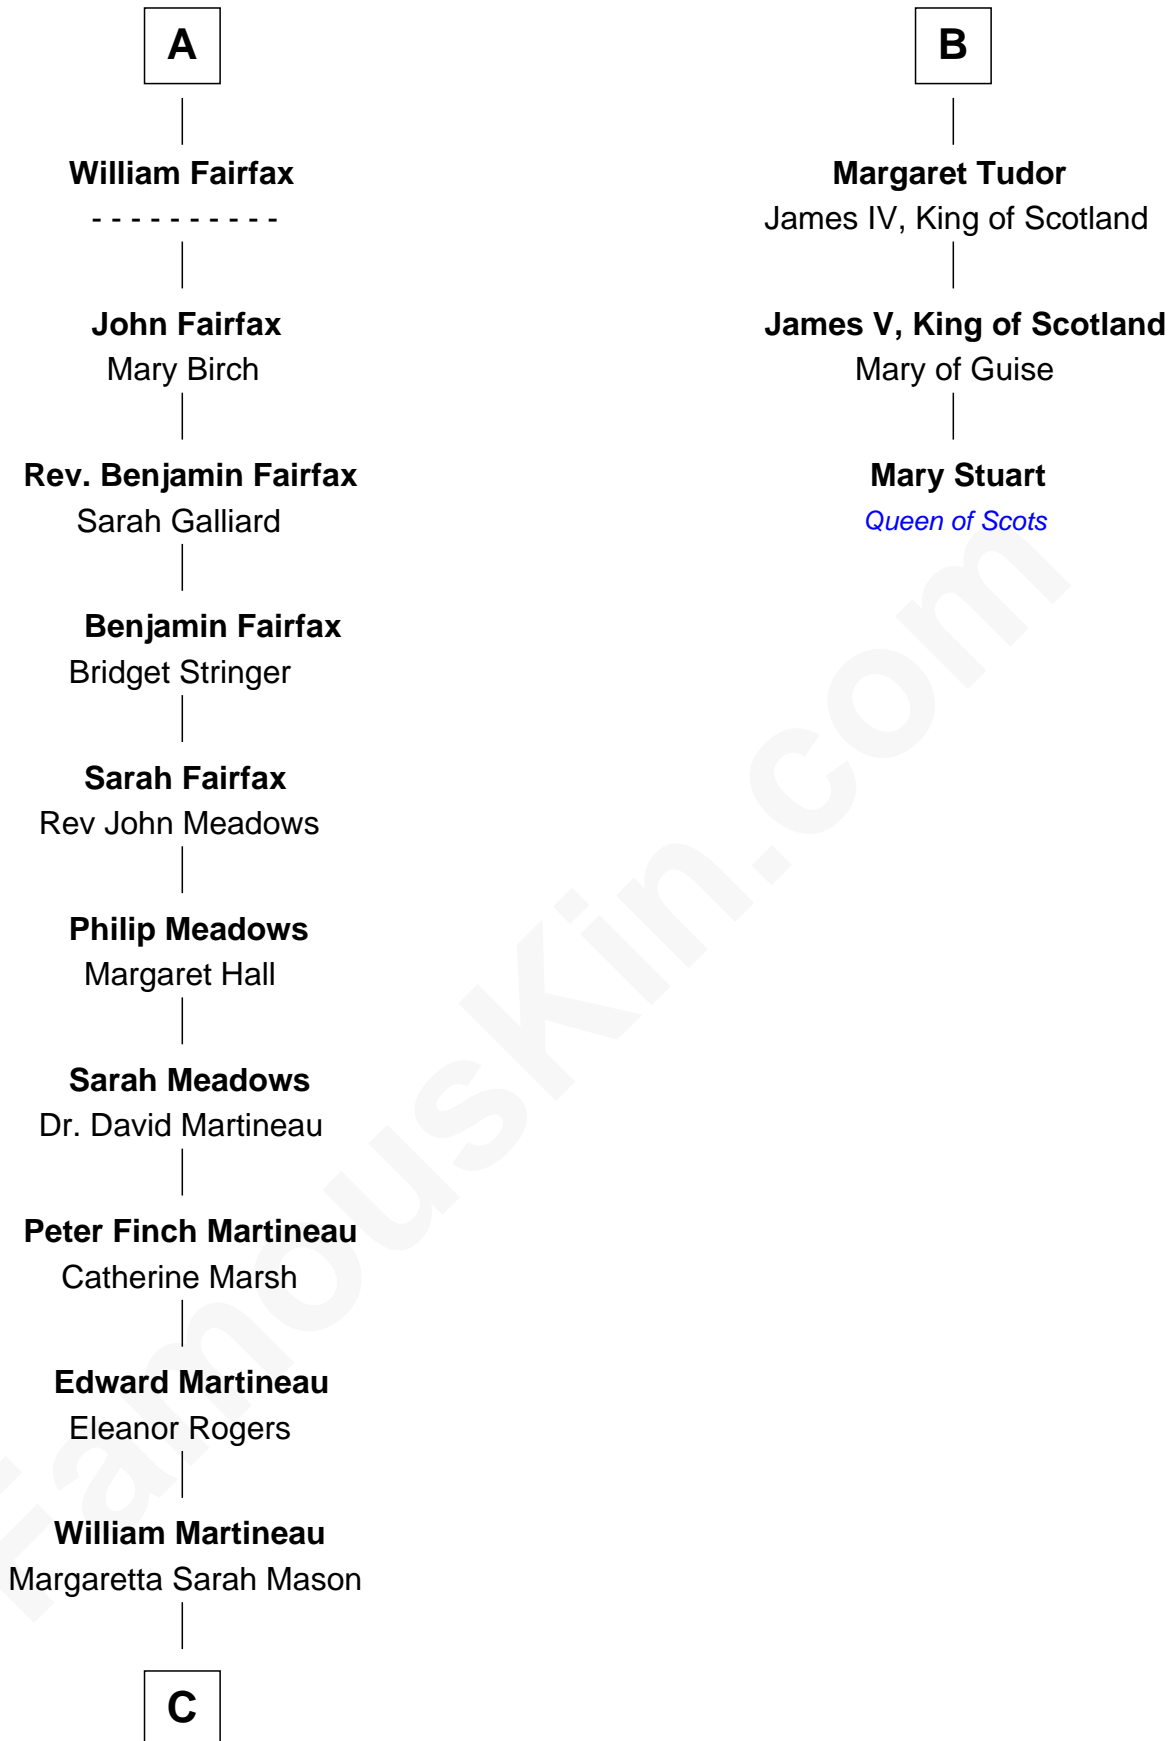 A
William Fairfax
- - - - - - - - - -
John Fairfax
Mary Birch
Rev. Benjamin Fairfax
Sarah Galliard
Benjamin Fairfax
Bridget Stringer
Sarah Fairfax
Rev John Meadows
Philip Meadows
Margaret Hall
Sarah Meadows
Dr. David Martineau
Peter Finch Martineau
Catherine Marsh
Edward Martineau
Eleanor Rogers
William Martineau
Margaretta Sarah Mason
C
B
Margaret Tudor
James IV, King of Scotland
James V, King of Scotland
Mary of Guise
Mary Stuart
Queen of Scots
FamousKin.com